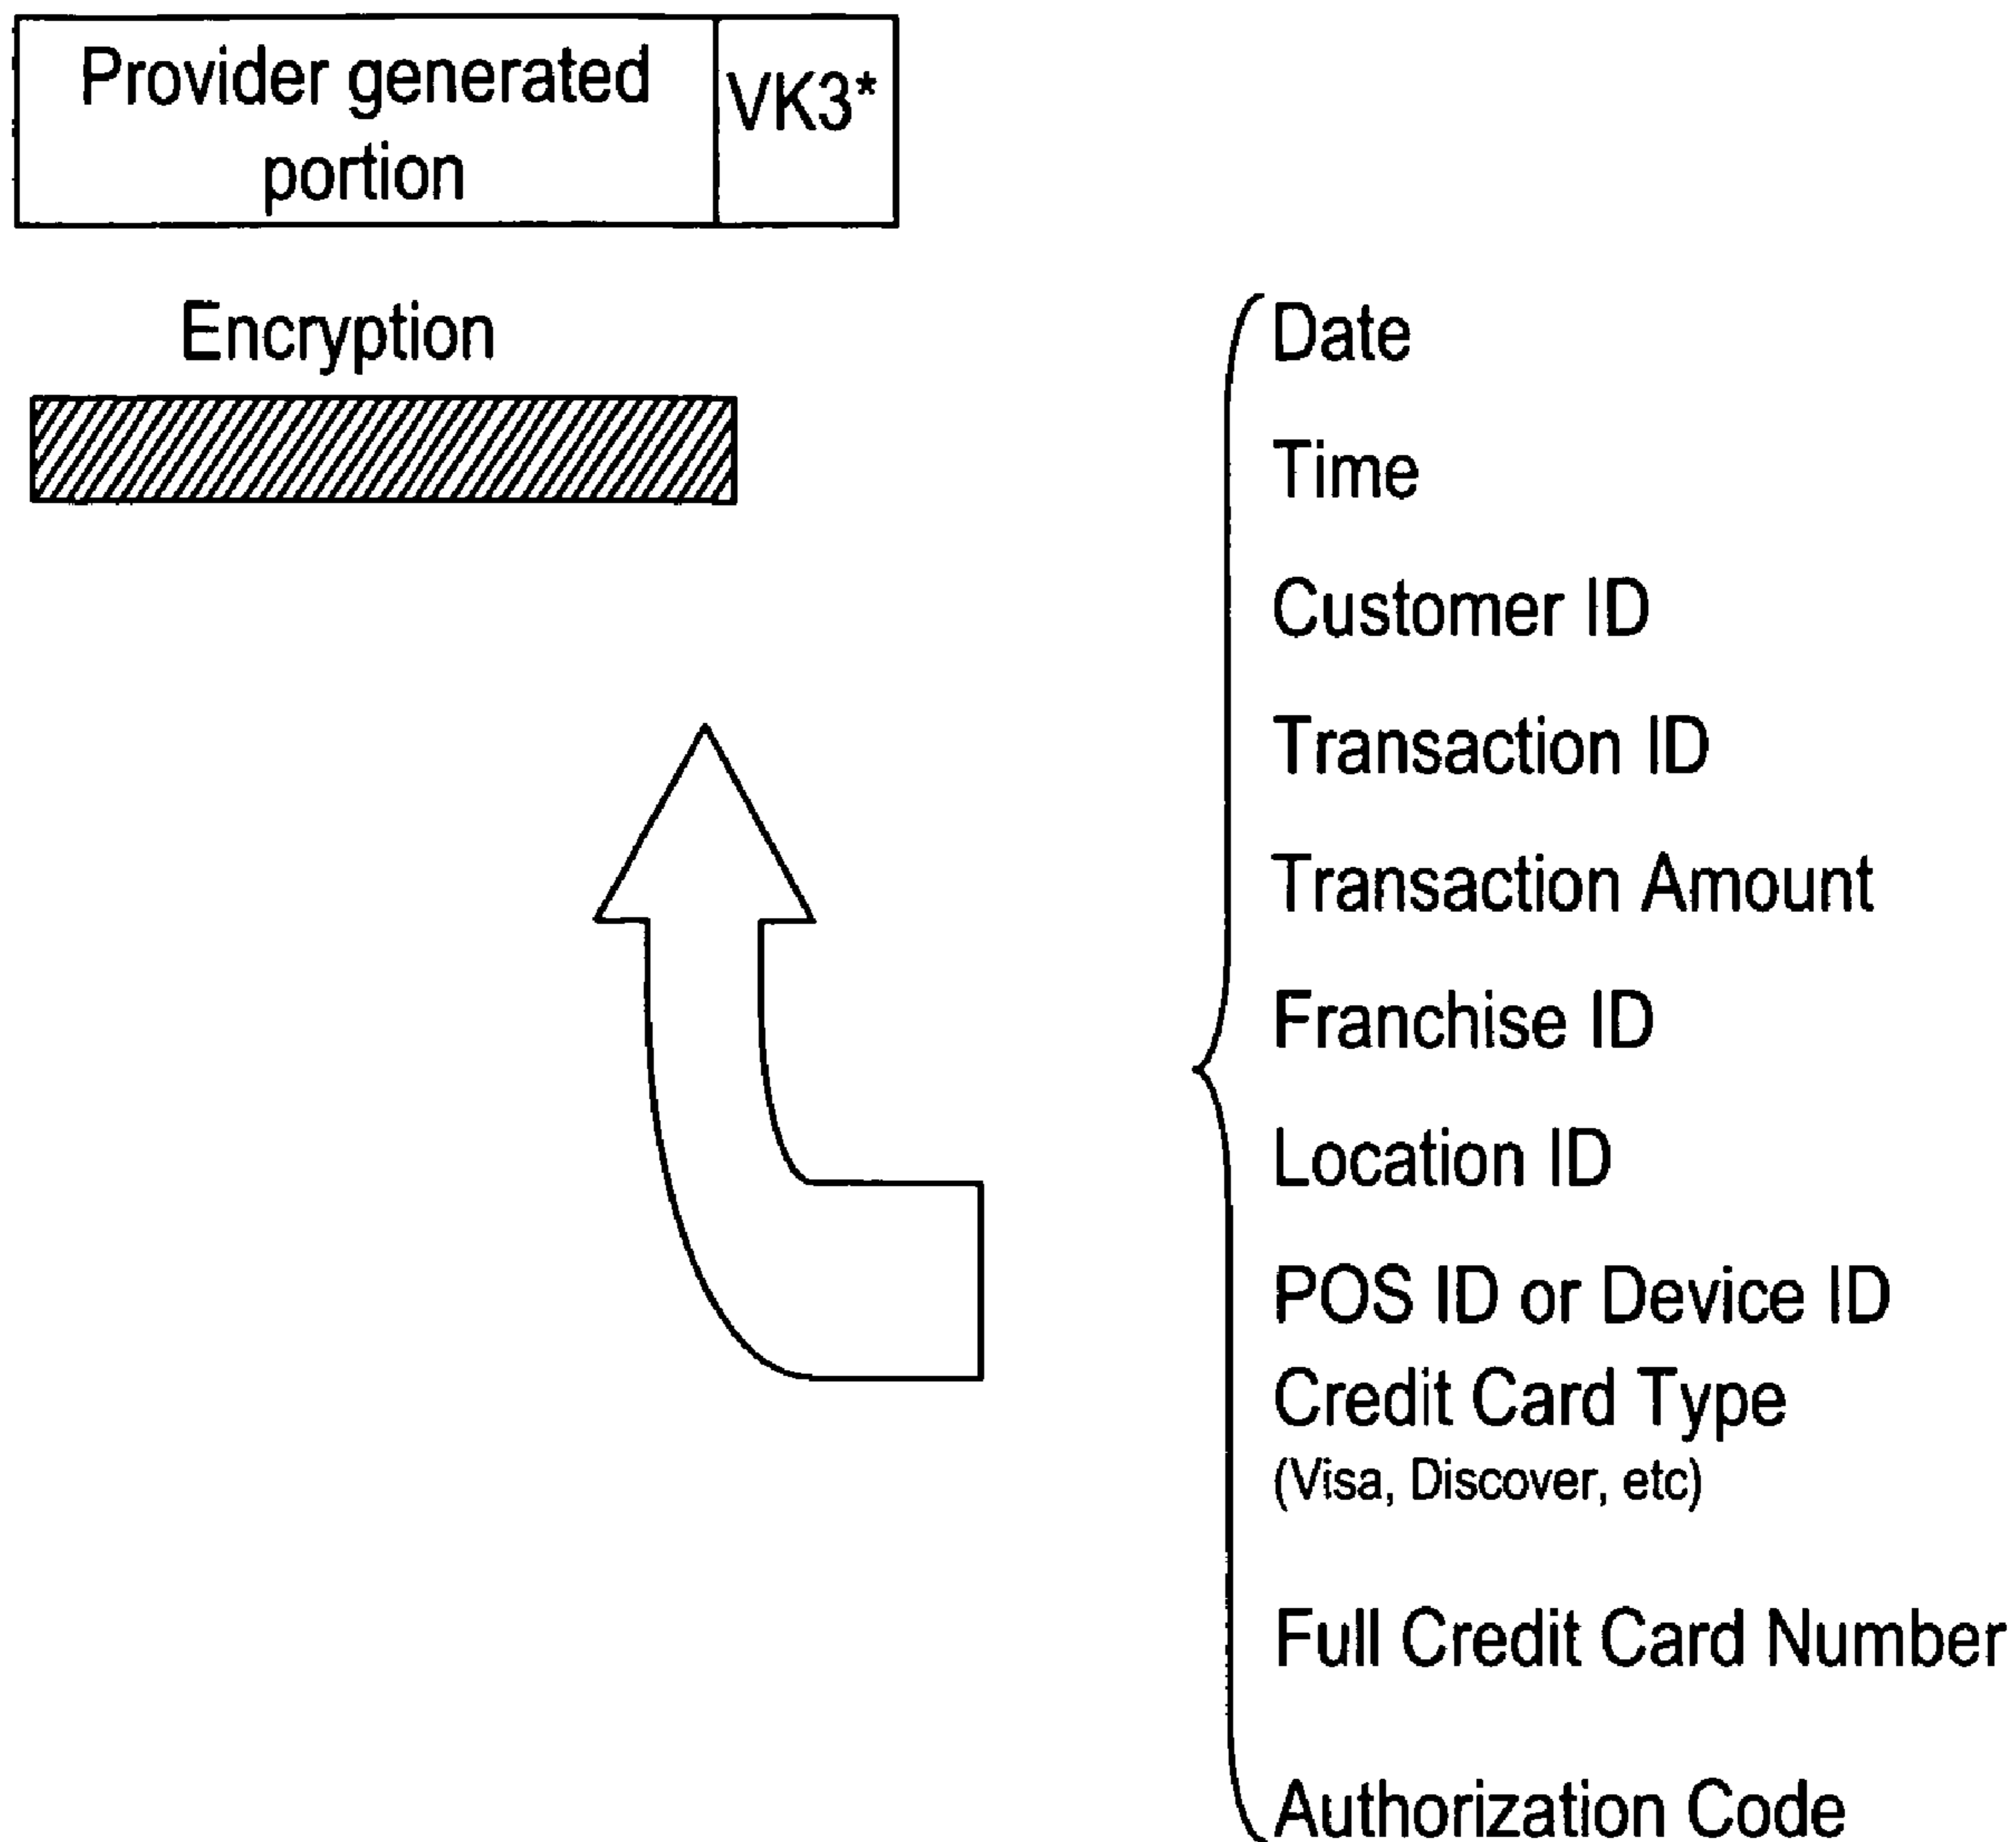 Provider generated
portion
VK3*
Encryption
Date
Time
Customer ID
Transaction ID
Transaction Amount
Franchise ID
Location ID
POS ID or Device ID
Credit Card Type
(Visa, Discover, etc)
Full Credit Card Number
Authorization Code